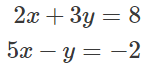 2x + 3y = 8
5x − y = −2